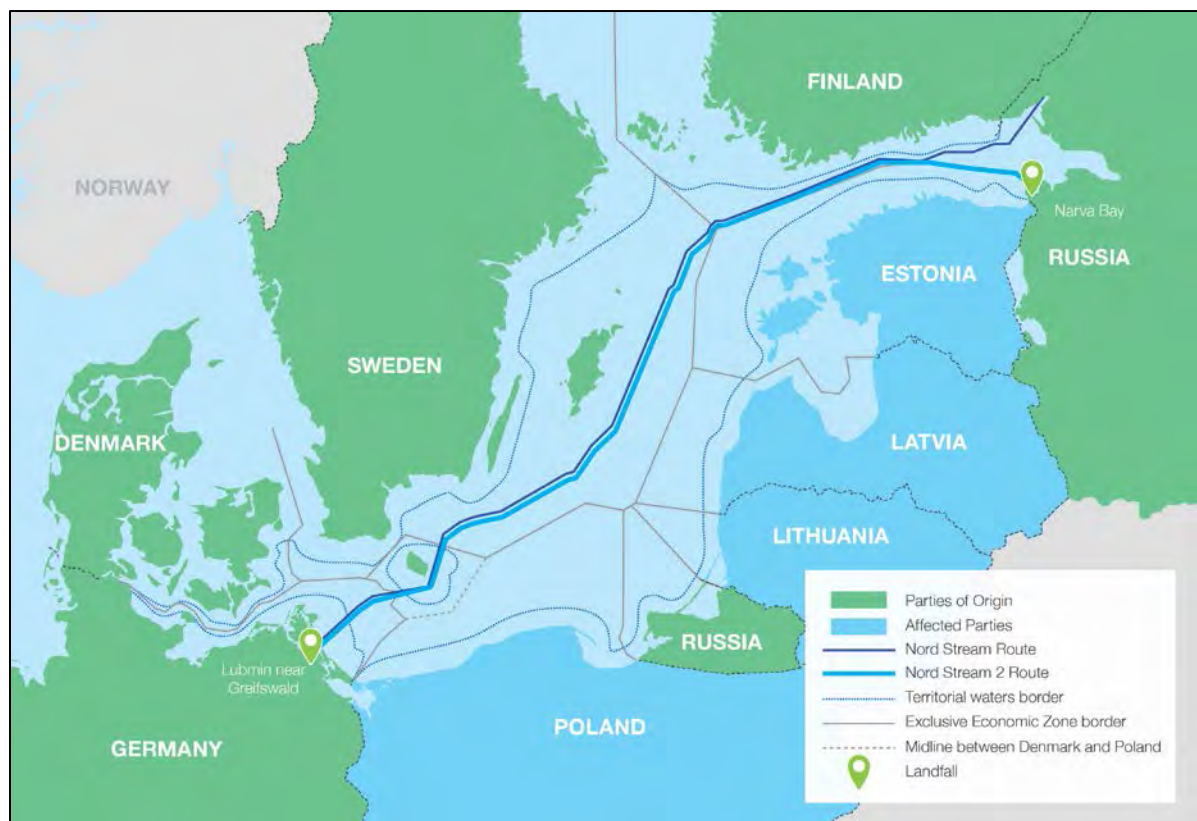 FINLAND
NORWAY
Narva Bay
RUSSIA
ESTONIA
SWEDEN
DENMARK
LATVIA
LITHUANIA
RUSSIA
Lubmin near
Greifswald
POLAND
GERMANY
Parties of Origin
Affected Parties
Nord Stream Route
Nord Stream 2 Route
Territorial waters border
Exclusive Economic Zone border
Midline between Denmark and Poland
Landfall